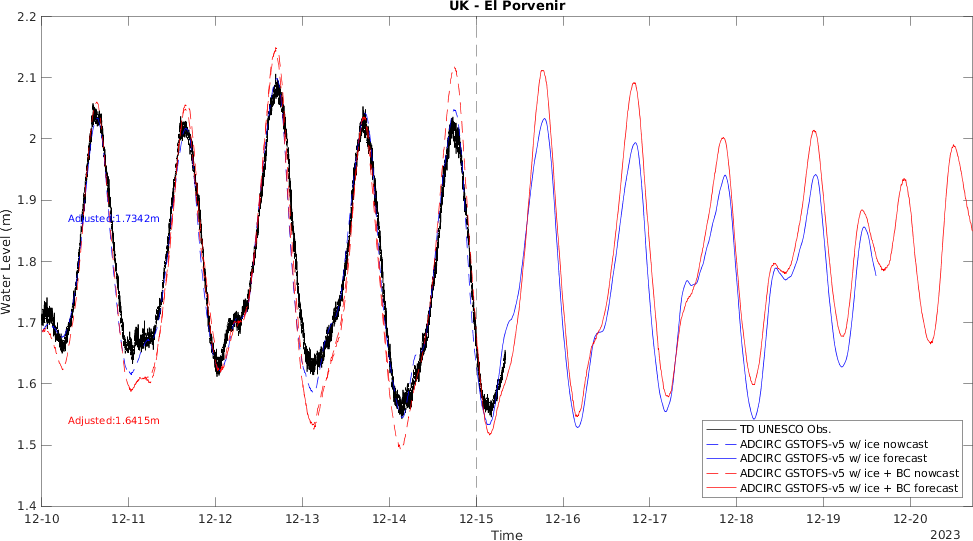 UK - El Porvenir
2.2
2.1
2
1.9
1.8
1.7
1.6
1.5
1.4
Water Level (m)
Adjusted:1.7342m
Adjusted:1.6415m
TD UNESCO Obs.
ADCIRC GSTOFS-v5 w/ ice nowcast
ADCIRC GSTOFS-v5 w/ ice forecast
ADCIRC GSTOFS-v5 w/ ice + BC nowcast
ADCIRC GSTOFS-v5 w/ ice + BC forecast
12-10 12-11 12-12 12-13 12-14 12-15 12-16 12-17 12-18 12-19 12-20
Time 2023